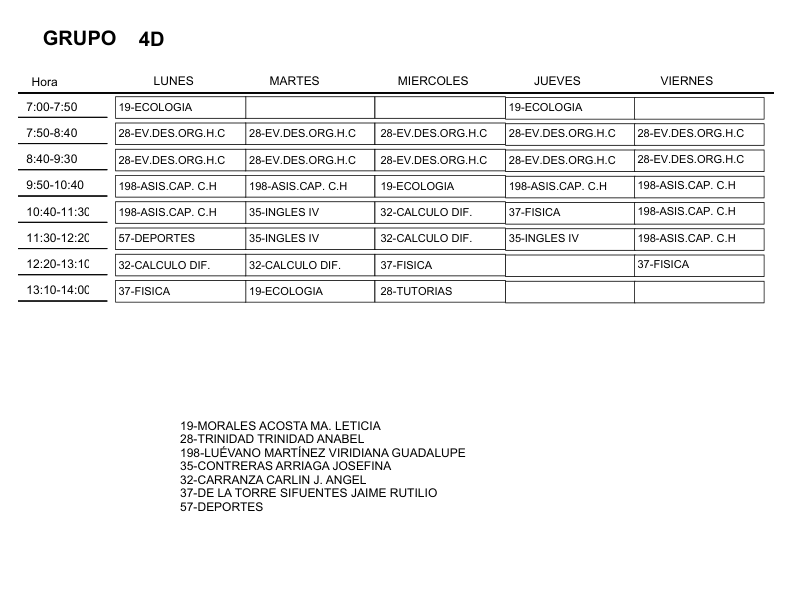 GRUPO 4D
Hora LUNES MARTES MIERCOLES JUEVES VIERNES
7:00-7:50 19-ECOLOGIA 19-ECOLOGIA
7:50-8:40 28-EV.DES.ORG.H.C 28-EV.DES.ORG.H.C 28-EV.DES.ORG.H.C 28-EV.DES.ORG.H.C 28-EV.DES.ORG.H.C
8:40-9:30 28-EV.DES.ORG.H.C 28-EV.DES.ORG.H.C 28-EV.DES.ORG.H.C 28-EV.DES.ORG.H.C 28-EV.DES.ORG.H.C
9:50-10:40 198-ASIS.CAP. C.H 198-ASIS.CAP. C.H 19-ECOLOGIA 198-ASIS.CAP. C.H 198-ASIS.CAP. C.H
10:40-11:30 198-ASIS.CAP. C.H 35-INGLES IV 32-CALCULO DIF. 37-FISICA 198-ASIS.CAP. C.H
11:30-12:20 57-DEPORTES 35-INGLES IV 32-CALCULO DIF. 35-INGLES IV 198-ASIS.CAP. C.H
12:20-13:10 32-CALCULO DIF. 32-CALCULO DIF. 37-FISICA 37-FISICA
13:10-14:00 37-FISICA 19-ECOLOGIA 28-TUTORIAS
19-MORALES ACOSTA MA. LETICIA
28-TRINIDAD TRINIDAD ANABEL
198-LUÉVANO MARTÍNEZ VIRIDIANA GUADALUPE
35-CONTRERAS ARRIAGA JOSEFINA
32-CARRANZA CARLIN J. ANGEL
37-DE LA TORRE SIFUENTES JAIME RUTILIO
57-DEPORTES